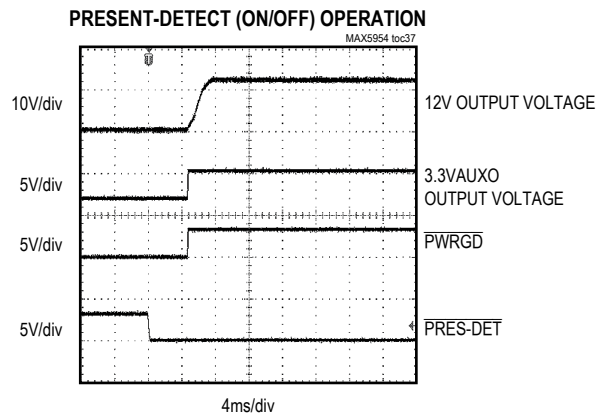 PRESENT-DETECT (ON/OFF) OPERATION
MAX5954 toc37
10V/div
12V OUTPUT VOLTAGE
5V/div
3.3VAUXO
OUTPUT VOLTAGE
5V/div
PWRGD
5V/div
PRES-DET
4ms/div